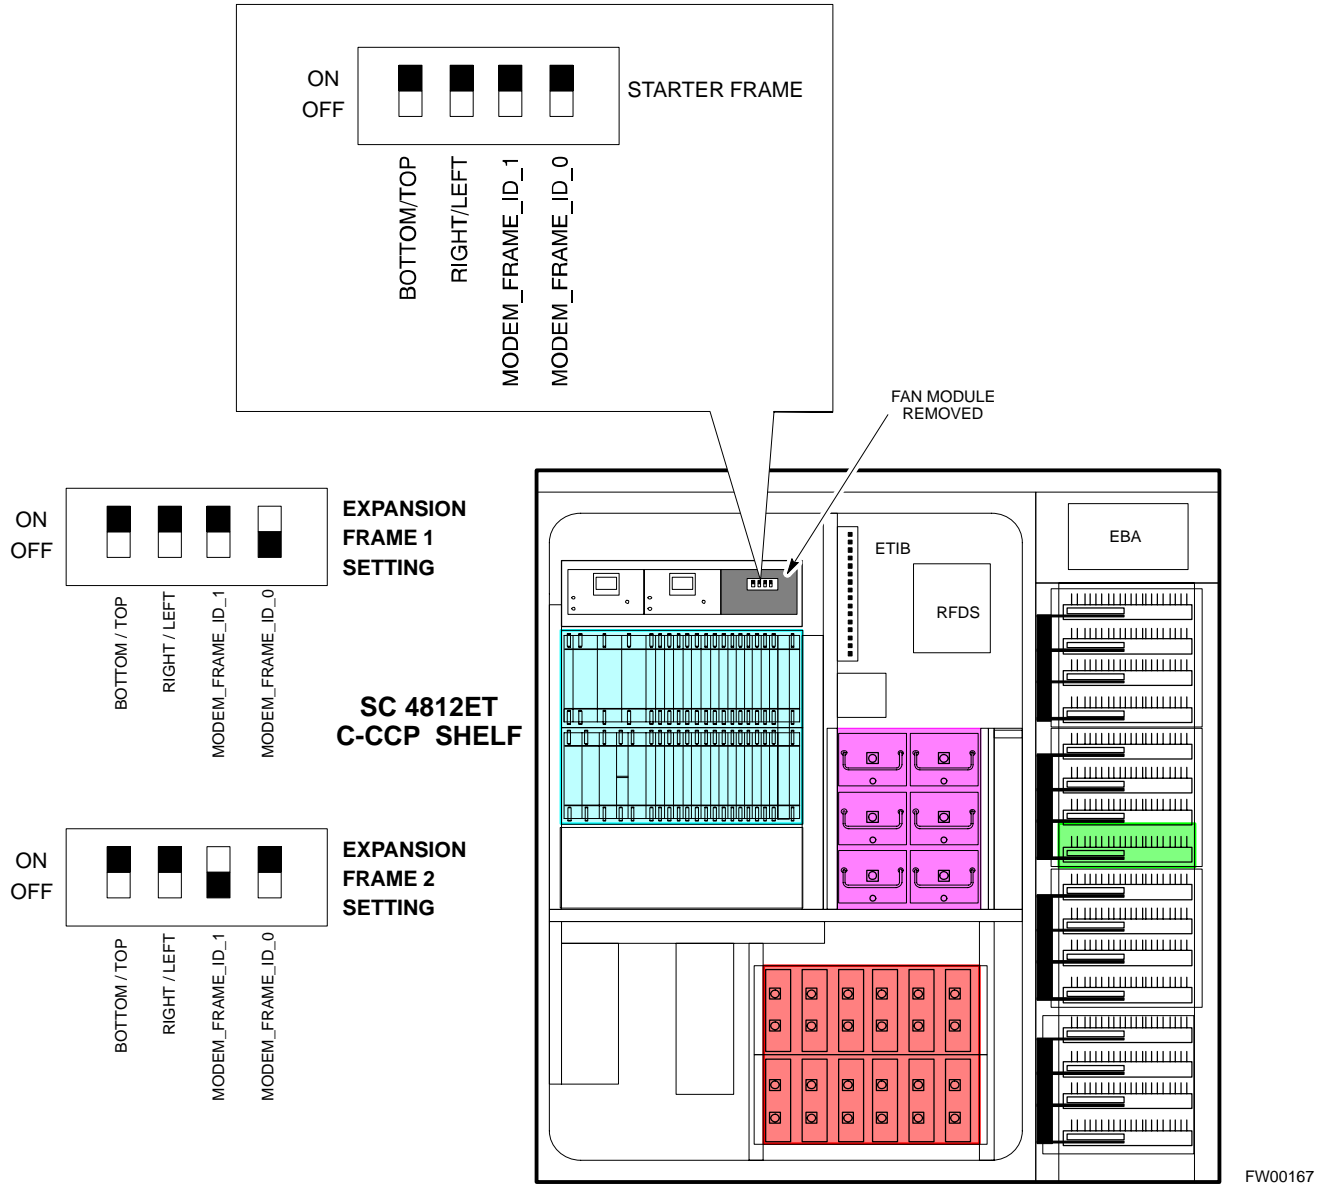 ON
OFF
STARTER FRAME
BOTTOM/TOP
RIGHT/LEFT
MODEM_FRAME_ID_1
MODEM_FRAME_ID_0
FAN MODULE
REMOVED
ON
OFF
EXPANSION
FRAME 1
SETTING
BOTTOM / TOP
RIGHT / LEFT
MODEM_FRAME_ID_1
MODEM_FRAME_ID_0
SC 4812ET
C-CCP SHELF
ETIB
RFDS
EBA
ON
OFF
EXPANSION
FRAME 2
SETTING
BOTTOM / TOP
RIGHT / LEFT
MODEM_FRAME_ID_1
MODEM_FRAME_ID_0
FW00167